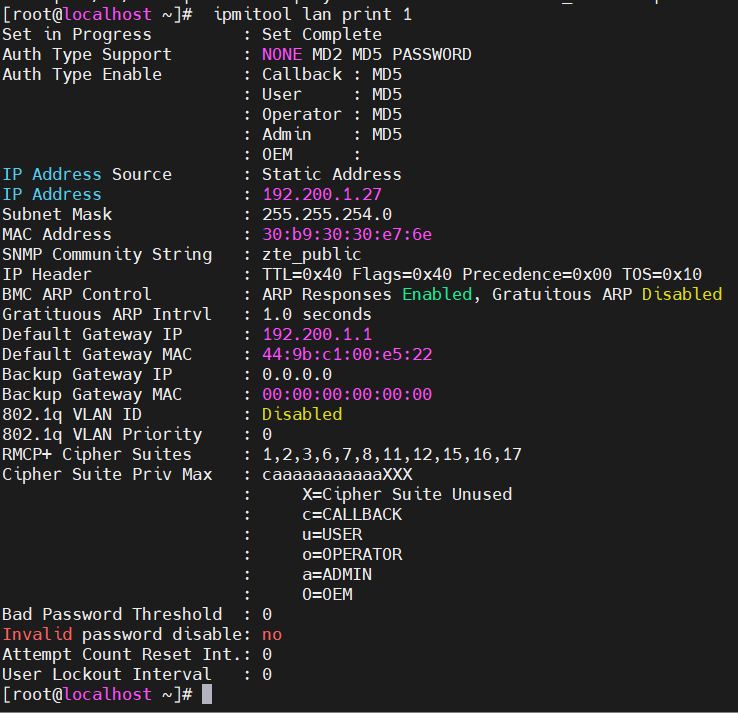 [root@localhost ~]#  ipmitool lan print 1
Set in Progress         : Set Complete
Auth Type Support       : NONE MD2 MD5 PASSWORD
Auth Type Enable        : Callback : MD5
                        : User     : MD5
                        : Operator : MD5
                        : Admin    : MD5
                        : OEM      :
IP Address Source       : Static Address
IP Address              : 192.200.1.27
Subnet Mask             : 255.255.254.0
MAC Address             : 30:b9:30:30:e7:6e
SNMP Community String   : zte_public
IP Header               : TTL=0x40 Flags=0x40 Precedence=0x00 TOS=0x10
BMC ARP Control         : ARP Responses Enabled, Gratuitous ARP Disabled
Gratituous ARP Intrvl   : 1.0 seconds
Default Gateway IP      : 192.200.1.1
Default Gateway MAC     : 44:9b:c1:00:e5:22
Backup Gateway IP       : 0.0.0.0
Backup Gateway MAC      : 00:00:00:00:00:00
802.1q VLAN ID          : Disabled
802.1q VLAN Priority    : 0
RMCP+ Cipher Suites     : 1,2,3,6,7,8,11,12,15,16,17
Cipher Suite Priv Max   : caaaaaaaaaaaXXX
                        :     X=Cipher Suite Unused
                        :     c=CALLBACK
                        :     u=USER
                        :     o=OPERATOR
                        :     a=ADMIN
                        :     O=OEM
Bad Password Threshold  : 0
Invalid password disable: no
Attempt Count Reset Int.: 0
User Lockout Interval   : 0
[root@localhost ~]#